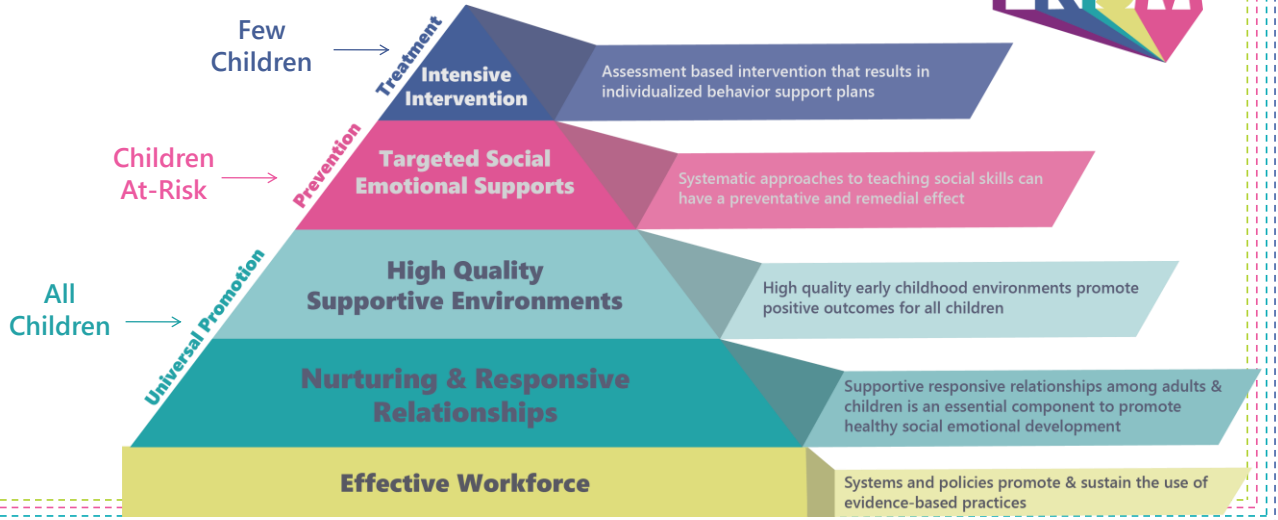 Few
Children
Treatment
Intensive
Intervention
Assessment based intervention that results in
individualized behavior support plans
Children
At-Risk
Prevention
Targeted Social
Emotional Supports
Systematic approaches to teaching social skills can
have a preventative and remedial effect
All
Children
Universal Promotion
High Quality
Supportive Environments
High quality early childhood environments promote
positive outcomes for all children
Nurturing & Responsive
Relationships
Supportive responsive relationships among adults &
children is an essential component to promote
healthy social emotional development
Effective Workforce
Systems and policies promote & sustain the use of
evidence-based practices